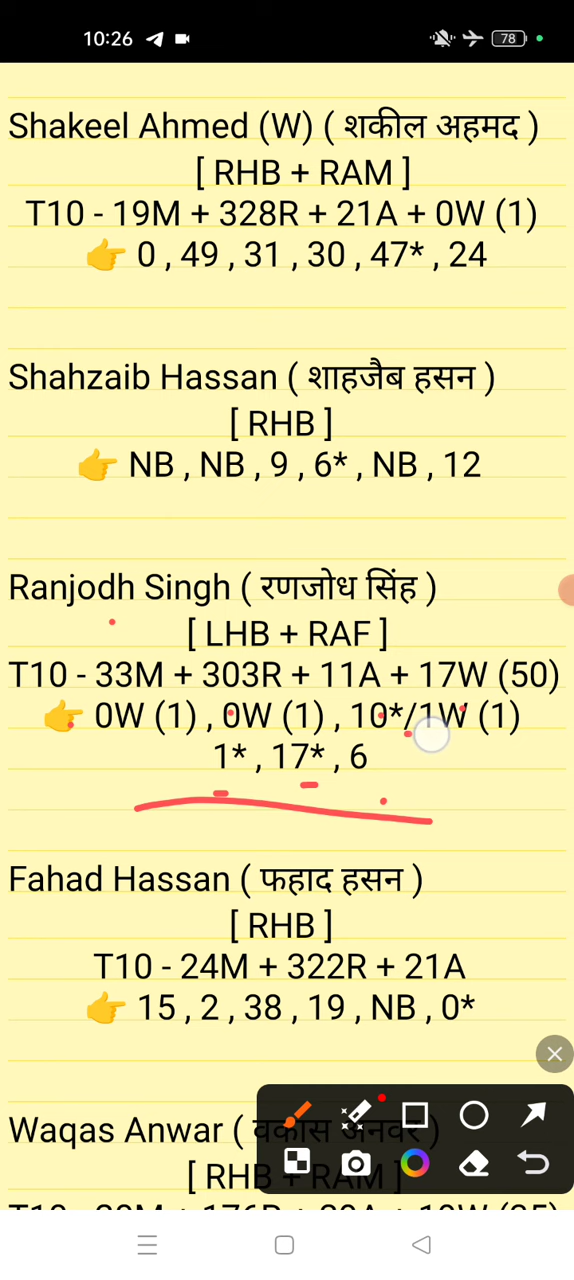 10:26
78
Shakeel Ahmed (W) ( शकील अहमद )
[ RHB + RAM ]
T10 - 19M + 328R + 21A + 0W (1)
👉 0 , 49 , 31 , 30 , 47* , 24
Shahzaib Hassan ( शाहजैब हसन )
[ RHB ]
👉 NB , NB , 9 , 6* , NB , 12
Ranjodh Singh ( रणजोध सिंह )
[ LHB + RAF ]
T10 - 33M + 303R + 11A + 17W (50)
👉 0W (1) , 0W (1) , 10*/1W (1)
1* , 17* , 6
Fahad Hassan ( फहाद हसन )
[ RHB ]
T10 - 24M + 322R + 21A
👉 15 , 2 , 38 , 19 , NB , 0*
Waqas Anwar ( वकास अनवर )
[ RHB + RAM ]